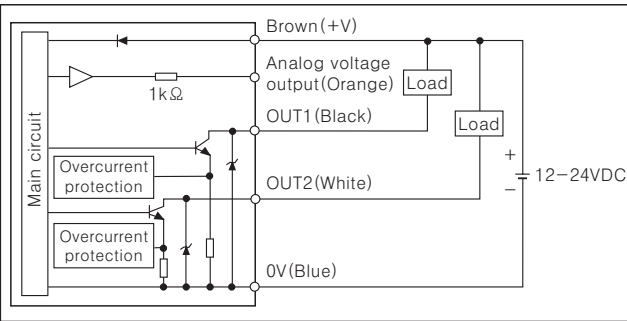 Brown(+V)
Analog voltage
output(Orange)
Load
1kΩ
OUT1(Black)
Load
Main circuit
Overcurrent
protection
OUT2(White)
+
−
12−24VDC
Overcurrent
protection
0V(Blue)